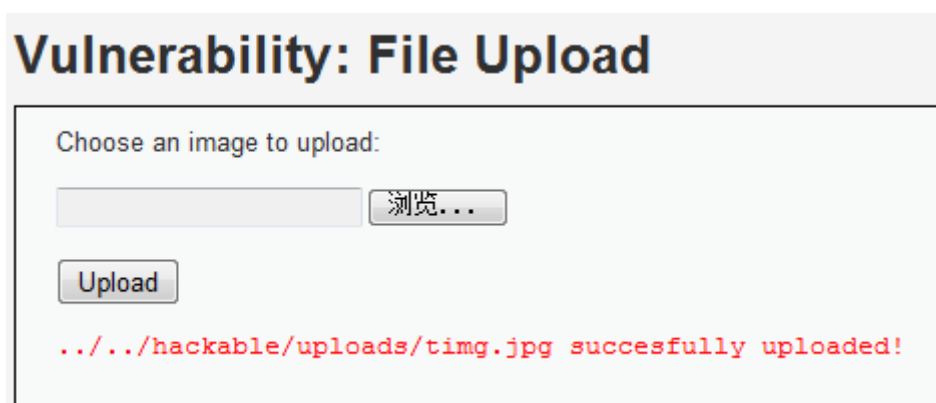 Vulnerability: File Upload
Choose an image to upload:
浏览...
Upload
../../hackable/uploads/timg.jpg succesfully uploaded!